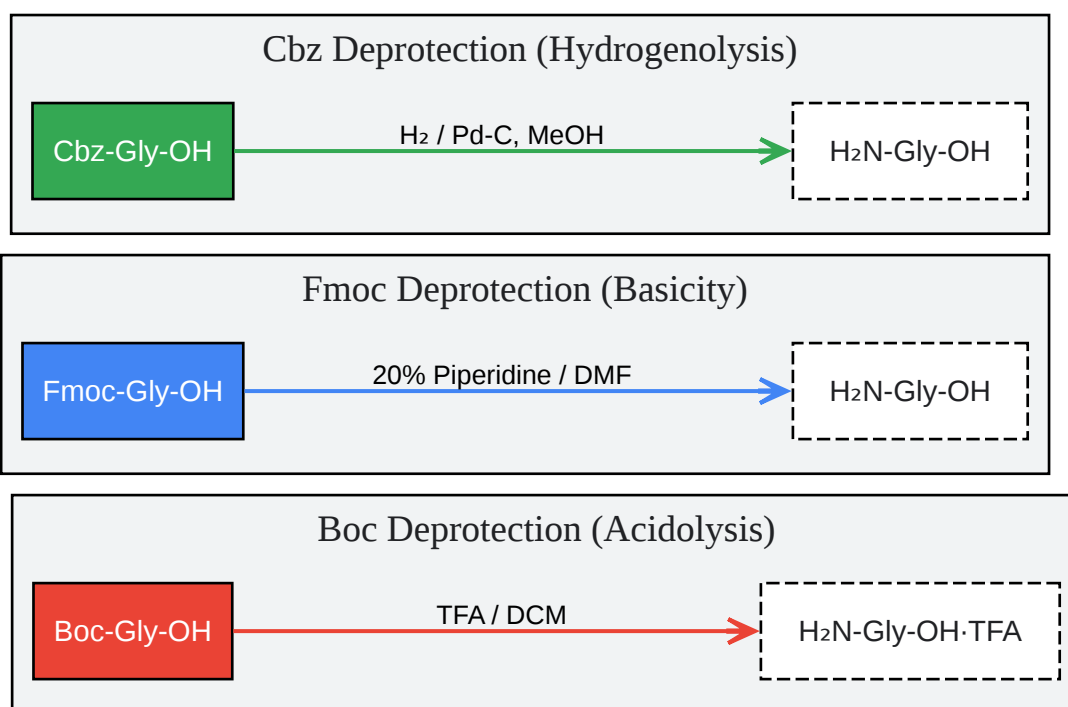 Cbz Deprotection (Hydrogenolysis)
Cbz-Gly-OH
H₂ / Pd-C, MeOH
H₂N-Gly-OH
Fmoc Deprotection (Basicity)
Fmoc-Gly-OH
20% Piperidine / DMF
H₂N-Gly-OH
Boc Deprotection (Acidolysis)
Boc-Gly-OH
TFA / DCM
H₂N-Gly-OH·TFA